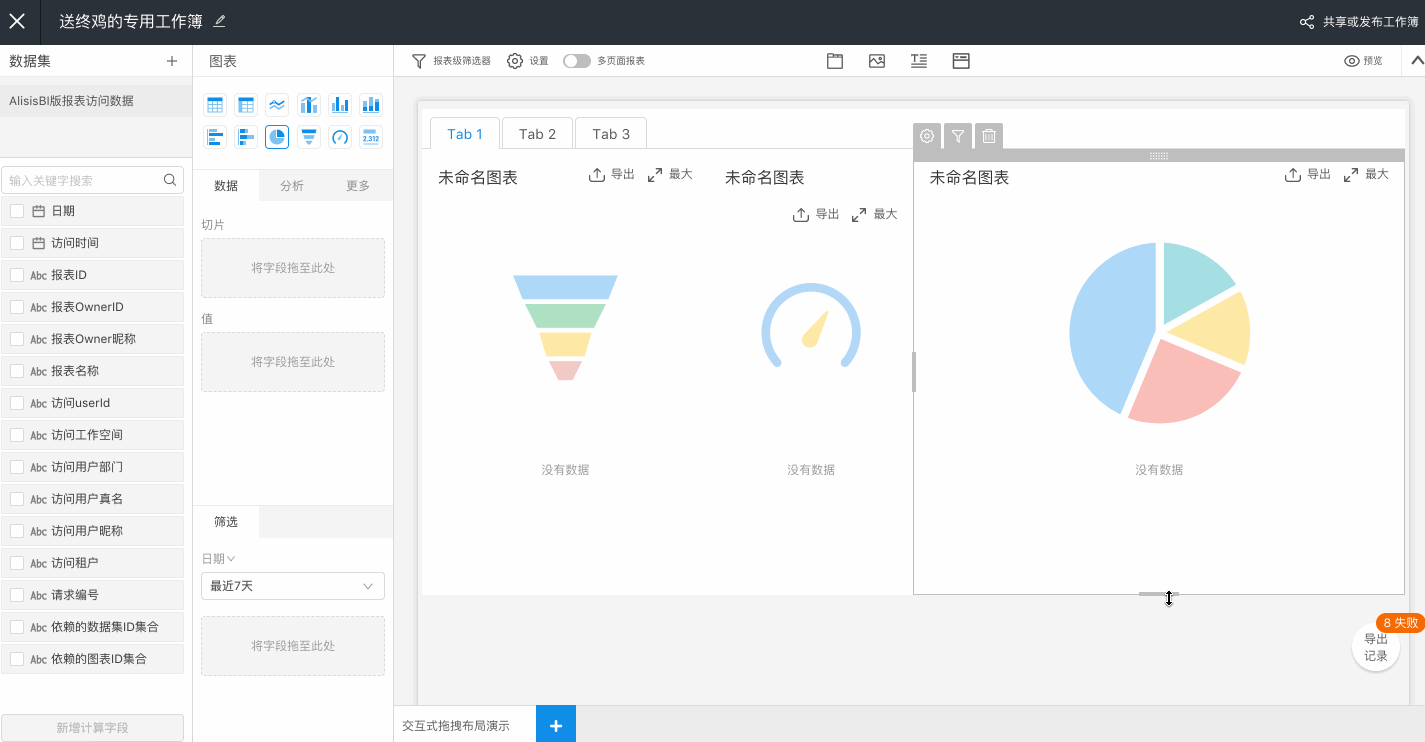 送终鸡的专用工作簿
共享或发布工作簿
数据集
图表
报表级筛选器
设置
多页面报表
预览
AlisisBI版报表访问数据
2,312
输入关键字搜索
数据
分析
更多
日期
访问时间
Abc 报表ID
Abc 报表OwnerID
Abc 报表Owner昵称
Abc 报表名称
Abc 访问userId
Abc 访问工作空间
Abc 访问用户部门
Abc 访问用户真名
Abc 访问用户昵称
Abc 访问租户
Abc 请求编号
Abc 依赖的数据集ID集合
Abc 依赖的图表ID集合
新增计算字段
切片
将字段拖至此处
值
将字段拖至此处
筛选
日期
最近7天
将字段拖至此处
Tab 1
Tab 2
Tab 3
未命名图表
导出
最大
没有数据
未命名图表
导出
最大
没有数据
未命名图表
导出
最大
没有数据
8 失败
导出
记录
交互式拖拽布局演示